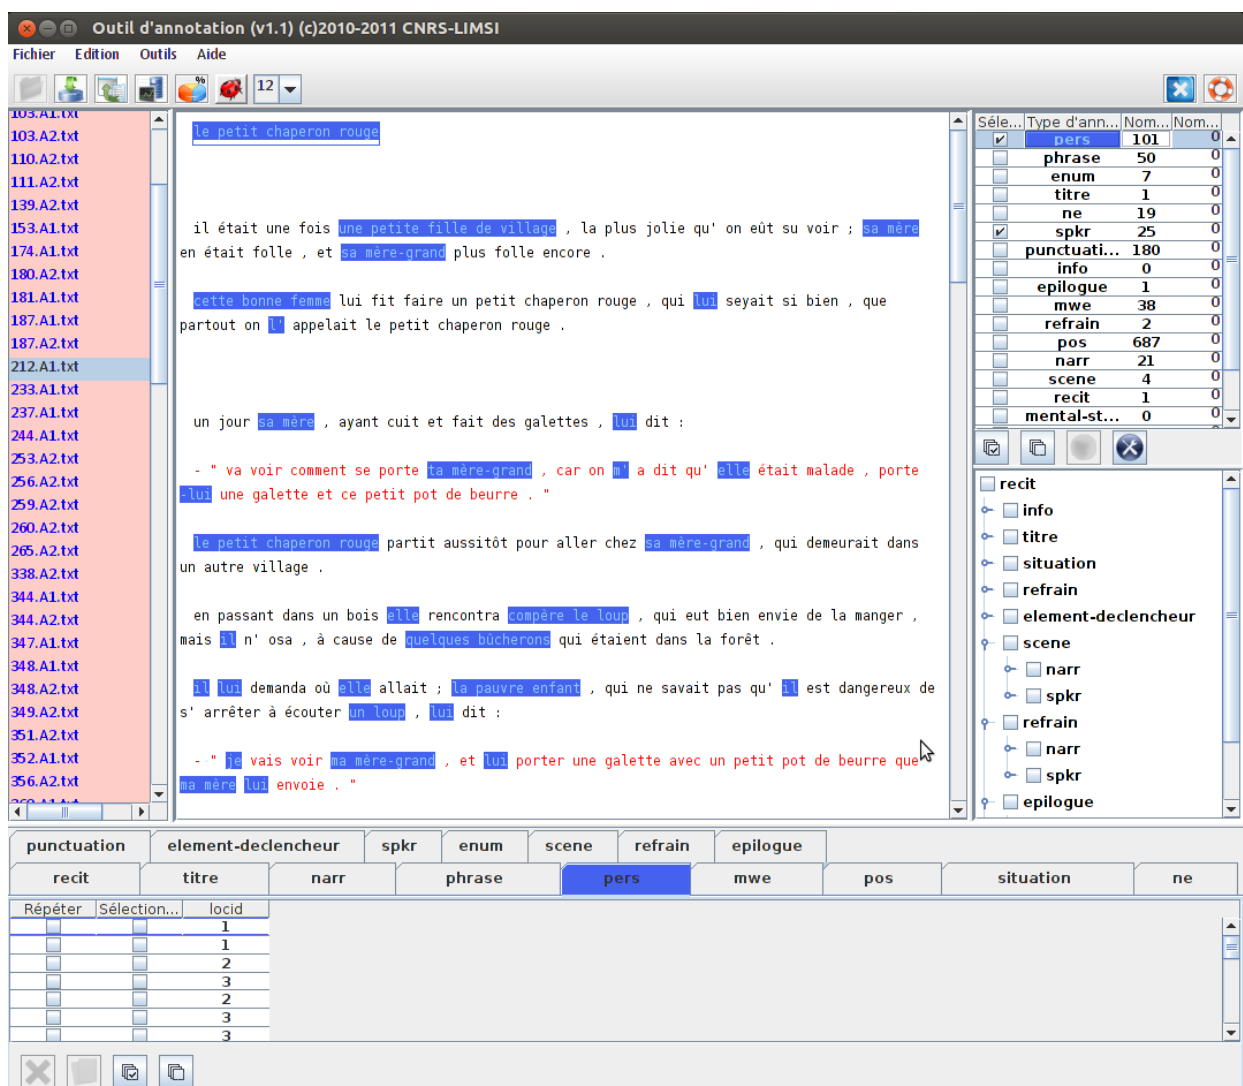 Outil d'annotation (v1.1) (c)2010-2011 CNRS-LIMSI
Fichier Edition Outils Aide
% 12
103.A1.txt
103.A2.txt
110.A2.txt
111.A2.txt
139.A2.txt
153.A1.txt
174.A1.txt
180.A2.txt
181.A1.txt
187.A1.txt
187.A2.txt
212.A1.txt
233.A1.txt
237.A1.txt
244.A1.txt
253.A2.txt
256.A2.txt
259.A2.txt
260.A2.txt
265.A2.txt
338.A2.txt
344.A1.txt
344.A2.txt
347.A1.txt
348.A1.txt
348.A2.txt
349.A2.txt
351.A2.txt
352.A1.txt
356.A2.txt
le petit chaperon rouge
il était une fois une petite fille de village , la plus jolie qu' on eût su voir ; sa mère
en était folle , et sa mère-grand plus folle encore .
cette bonne femme lui fit faire un petit chaperon rouge , qui lui seyait si bien , que
partout on l' appelait le petit chaperon rouge .
un jour sa mère , ayant cuit et fait des galettes , lui dit :
- " va voir comment se porte ta mère-grand , car on m' a dit qu' elle était malade , porte
-lui une galette et ce petit pot de beurre . "
le petit chaperon rouge partit aussitôt pour aller chez sa mère-grand , qui demeurait dans
un autre village .
en passant dans un bois elle rencontra compère le loup , qui eut bien envie de la manger ,
mais il n' osa , à cause de quelques bûcherons qui étaient dans la forêt .
il lui demanda où elle allait ; la pauvre enfant , qui ne savait pas qu' il est dangereux de
s' arrêter à écouter un loup , lui dit :
- " je vais voir ma mère-grand , et lui porter une galette avec un petit pot de beurre que
ma mère lui envoie . "
Séle... Type d'ann... Nom... Nom...
pers 101 0
phrase 50 0
enum 7 0
titre 1 0
ne 19 0
spkr 25 0
punctuati... 180 0
info 0 0
epilogue 1 0
mwe 38 0
refrain 2 0
pos 687 0
narr 21 0
scene 4 0
recit 1 0
mental-st... 0 0
recit
info
titre
situation
refrain
element-declencheur
scene
narr
spkr
refrain
narr
spkr
epilogue
punctuation element-declencheur spkr enum scene refrain epilogue
recit titre narr phrase pers mwe pos situation ne
Répéter Sélection... locid
1
1
2
3
2
3
3